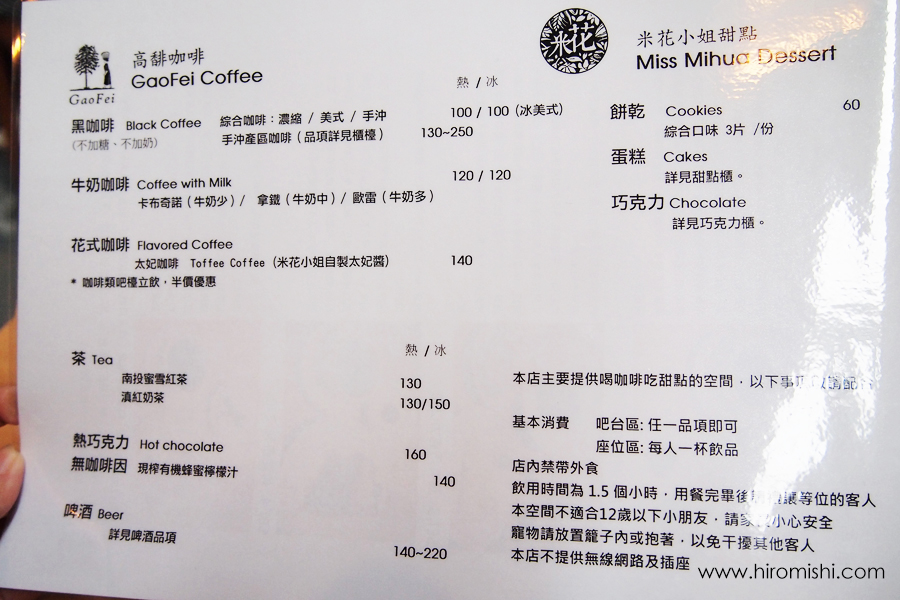 GaoFei
高馡咖啡
GaoFei Coffee
熱 / 冰
黑咖啡 Black Coffee 綜合咖啡：濃縮 / 美式 / 手沖 100 / 100 (冰美式)
(不加糖、不加奶) 手沖產區咖啡（品項詳見櫃檯） 130~250
牛奶咖啡 Coffee with Milk 120 / 120
卡布奇諾（牛奶少）/ 拿鐵（牛奶中）/ 歐雷（牛奶多）
花式咖啡 Flavored Coffee
太妃咖啡 Toffee Coffee（米花小姐自製太妃醬） 140
* 咖啡類吧檯立飲，半價優惠
米花
米花小姐甜點
Miss Mihua Dessert
餅乾 Cookies 60
綜合口味 3片 /份
蛋糕 Cakes
詳見甜點櫃。
巧克力 Chocolate
詳見巧克力櫃。
熱 / 冰
茶 Tea
南投蜜雪紅茶 130
滇紅奶茶 130/150
熱巧克力 Hot chocolate 160
無咖啡因 現榨有機蜂蜜檸檬汁 140
啤酒 Beer
詳見啤酒品項 140~220
本店主要提供喝咖啡吃甜點的空間，以下事項
基本消費 吧台區: 任一品項即可
座位區: 每人一杯飲品
店內禁帶外食
飲用時間為 1.5 個小時，用餐完畢後 讓等位的客人
本空間不適合12歲以下小朋友，請家 小心安全
寵物請放置籠子內或抱著，以免干擾其他客人
本店不提供無線網路及插座
www.hiromishi.com